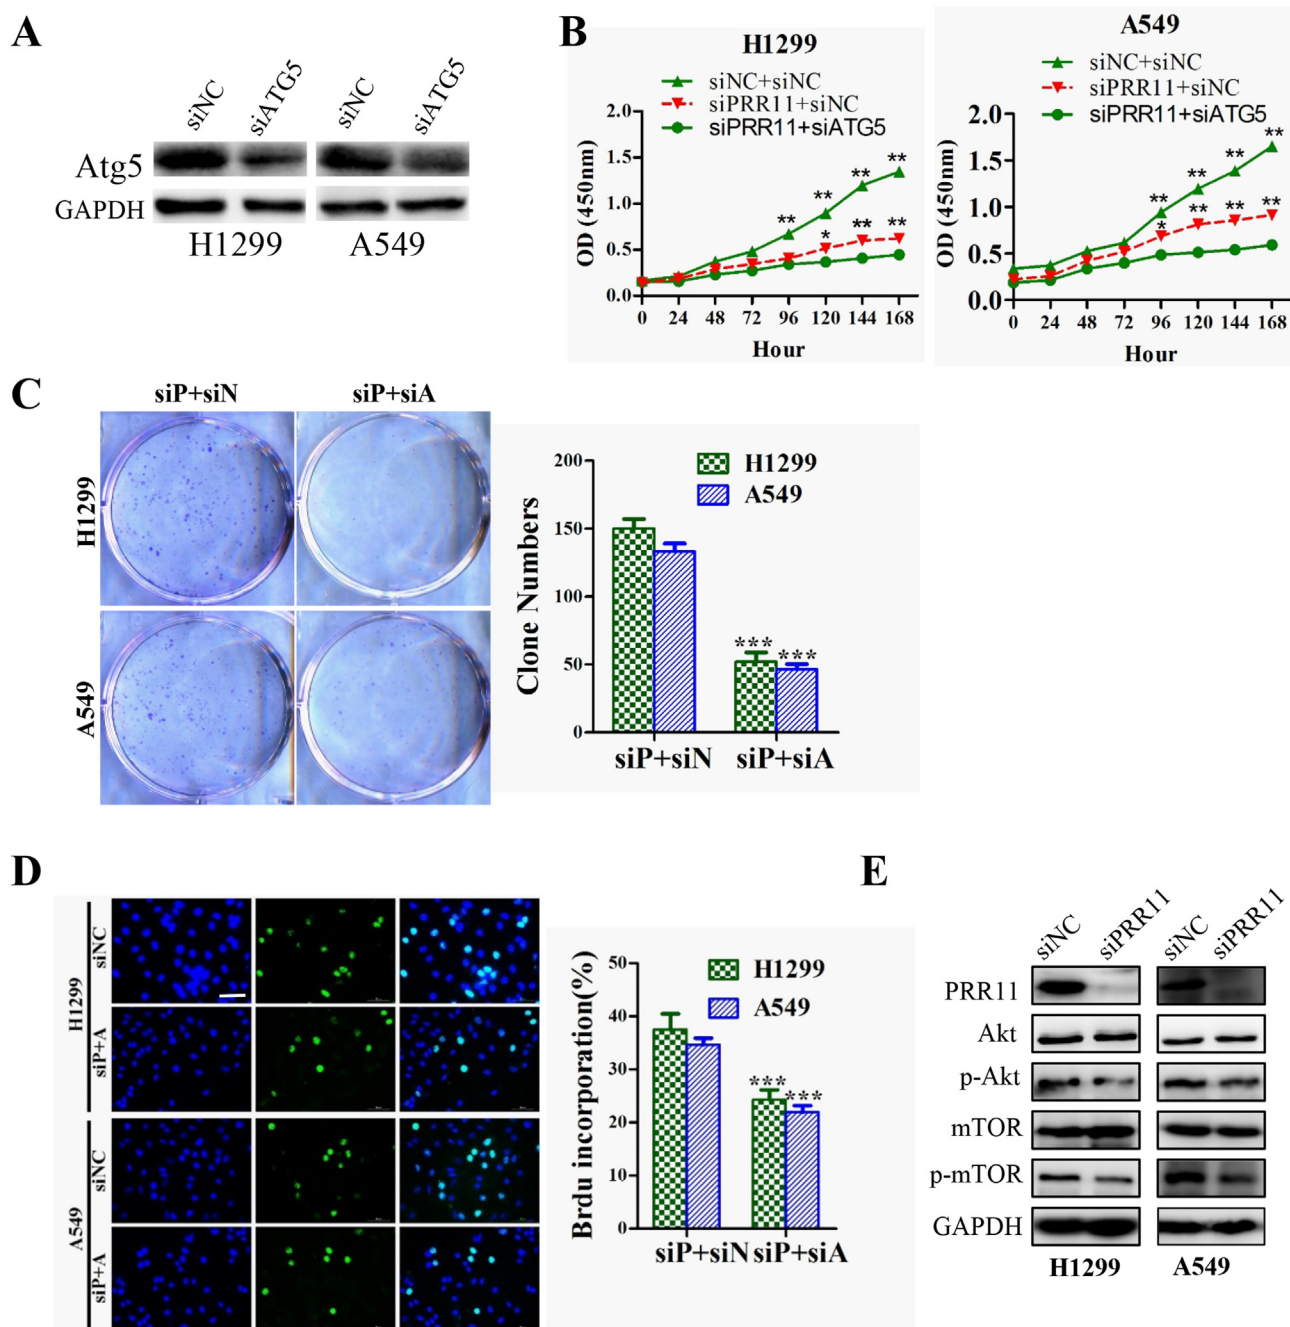 A
siNC
siATG5
siNC
siATG5
Atg5
GAPDH
H1299
A549
B
H1299
siNC+siNC
siPRR11+siNC
siPRR11+siATG5
2.0
1.5
1.0
0.5
0.0
OD (450nm)
**
**
**
**
*
**
**
0
24
48
72
96
120
144
168
Hour
A549
siNC+siNC
siPRR11+siNC
siPRR11+siATG5
2.0
1.5
1.0
0.5
0.0
OD (450nm)
**
**
**
**
*
**
**
**
0
24
48
72
96
120
144
168
Hour
C
siP+siN
siP+siA
H1299
A549
200
150
100
50
0
Clone Numbers
H1299
A549
***
***
siP+siN
siP+siA
D
H1299
siNC
siP+A
A549
siNC
siP+A
50
40
30
20
10
0
Brdu incorporation(%)
H1299
A549
***
***
siP+siN
siP+siA
E
siNC
siPRR11
siNC
siPRR11
PRR11
Akt
p-Akt
mTOR
p-mTOR
GAPDH
H1299
A549